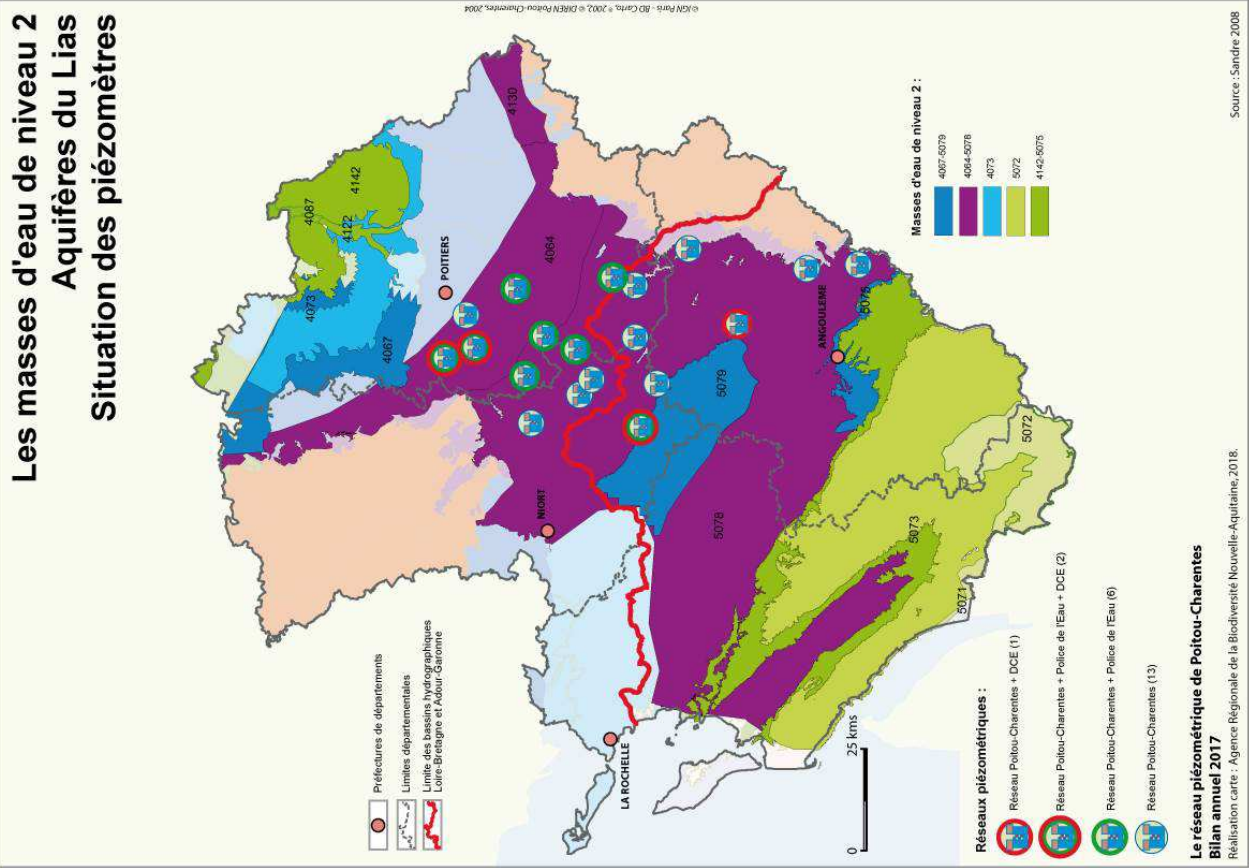 Les masses d'eau de niveau 2
Aquifères du Lias
Situation des piézomètres
© IGN Paris - BD Carto, ® 2002, © DIREN Poitou-Charentes, 2004
Préfectures de départements
Limites départementales
Limite des bassins hydrographiques
Loire-Bretagne et Adour-Garonne
4087
4142
4122
4073
4067
POITIERS
4130
4064
NIORT
LA ROCHELLE
5079
5078
ANGOULEME
5075
5073
5072
5071
Masses d'eau de niveau 2 :
4067-5079
4064-5078
4073
5072
4142-5075
0
25 kms
Réseaux piézométriques :
Réseau Poitou-Charentes + DCE (1)
Réseau Poitou-Charentes + Police de l'Eau + DCE (2)
Réseau Poitou-Charentes + Police de l'Eau (6)
Réseau Poitou-Charentes (13)
Le réseau piézométrique de Poitou-Charentes
Bilan annuel 2017
Réalisation carte : Agence Régionale de la Biodiversité Nouvelle-Aquitaine, 2018.
Source : Sandre 2008